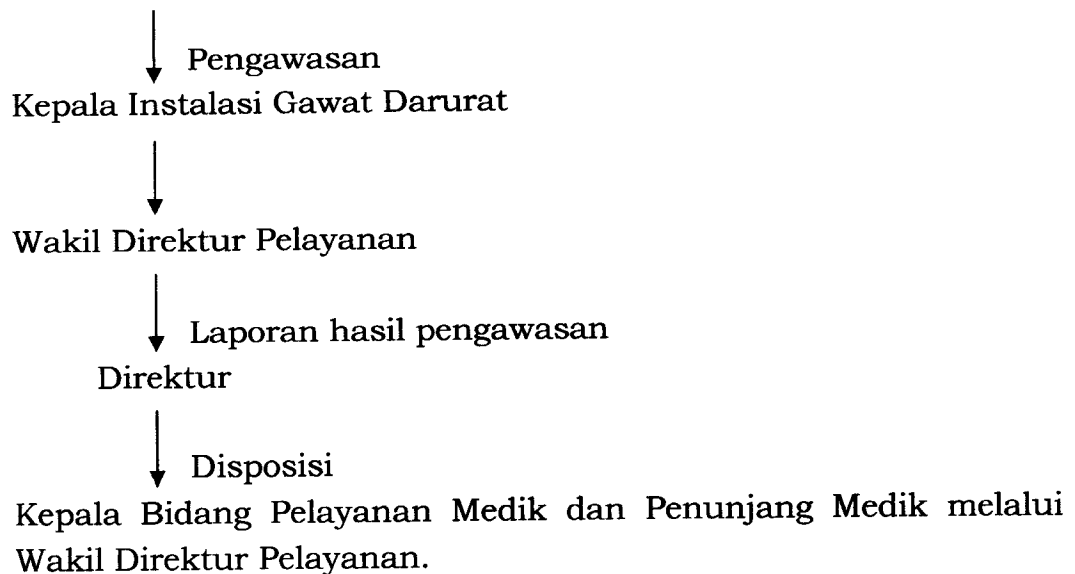 Pengawasan
Kepala Instalasi Gawat Darurat
Wakil Direktur Pelayanan
Laporan hasil pengawasan
Direktur
Disposisi
Kepala Bidang Pelayanan Medik dan Penunjang Medik melalui
Wakil Direktur Pelayanan.